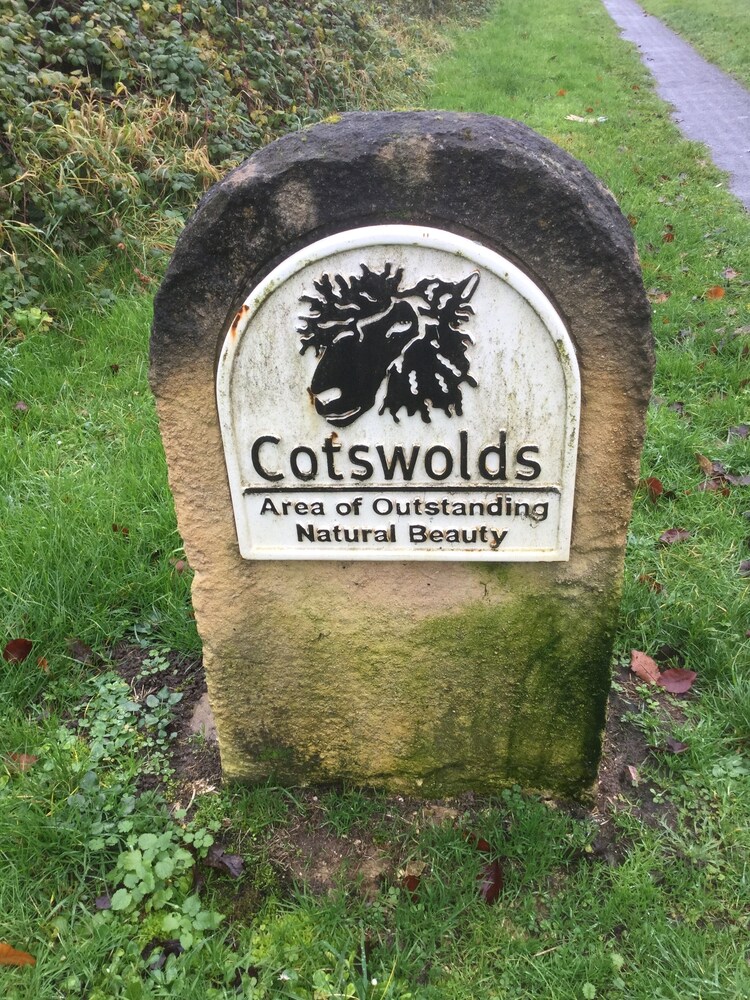 Cotswolds
Area of Outstanding
Natural Beauty